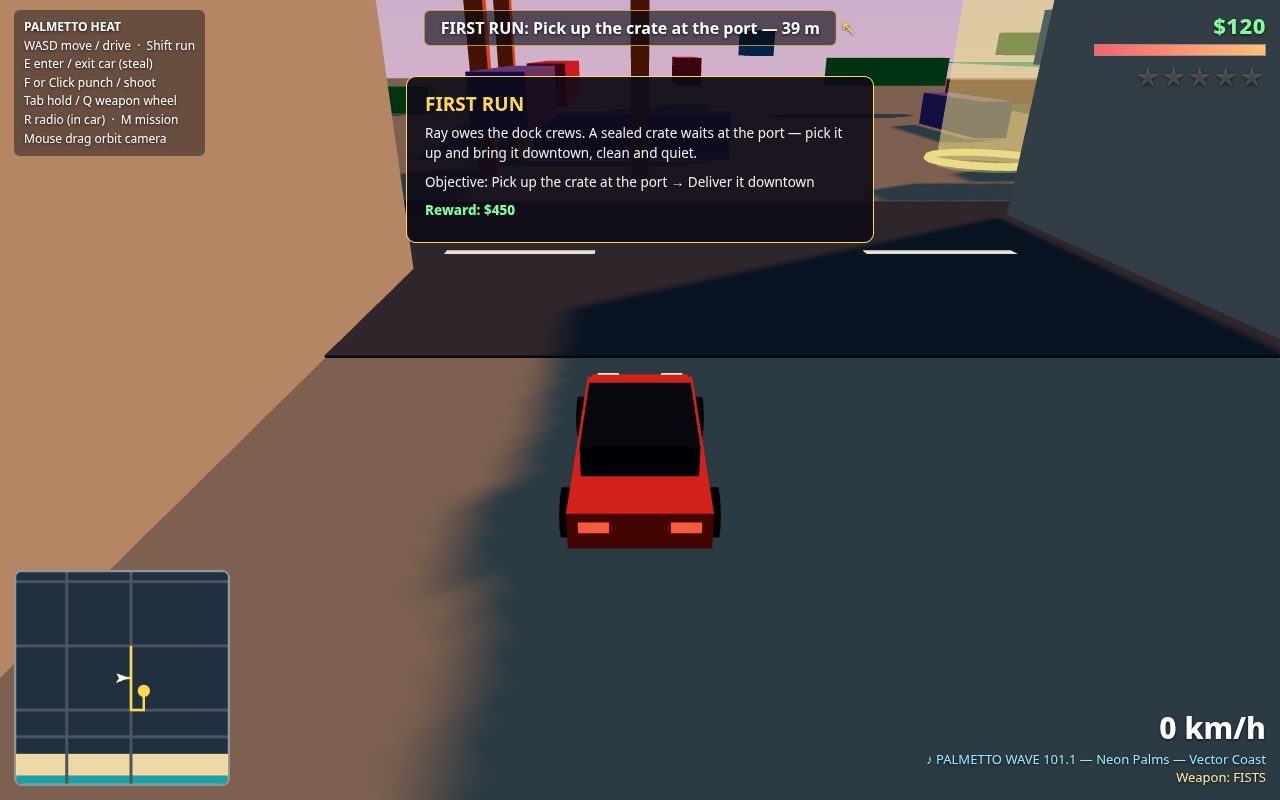 PALMETTO HEAT
WASD move / drive · Shift run
E enter / exit car (steal)
F or Click punch / shoot
Tab hold / Q weapon wheel
R radio (in car) · M mission
Mouse drag orbit camera
FIRST RUN: Pick up the crate at the port — 39 m
$120
FIRST RUN
Ray owes the dock crews. A sealed crate waits at the port — pick it
up and bring it downtown, clean and quiet.
Objective: Pick up the crate at the port → Deliver it downtown
Reward: $450
0 km/h
♪ PALMETTO WAVE 101.1 — Neon Palms — Vector Coast
Weapon: FISTS